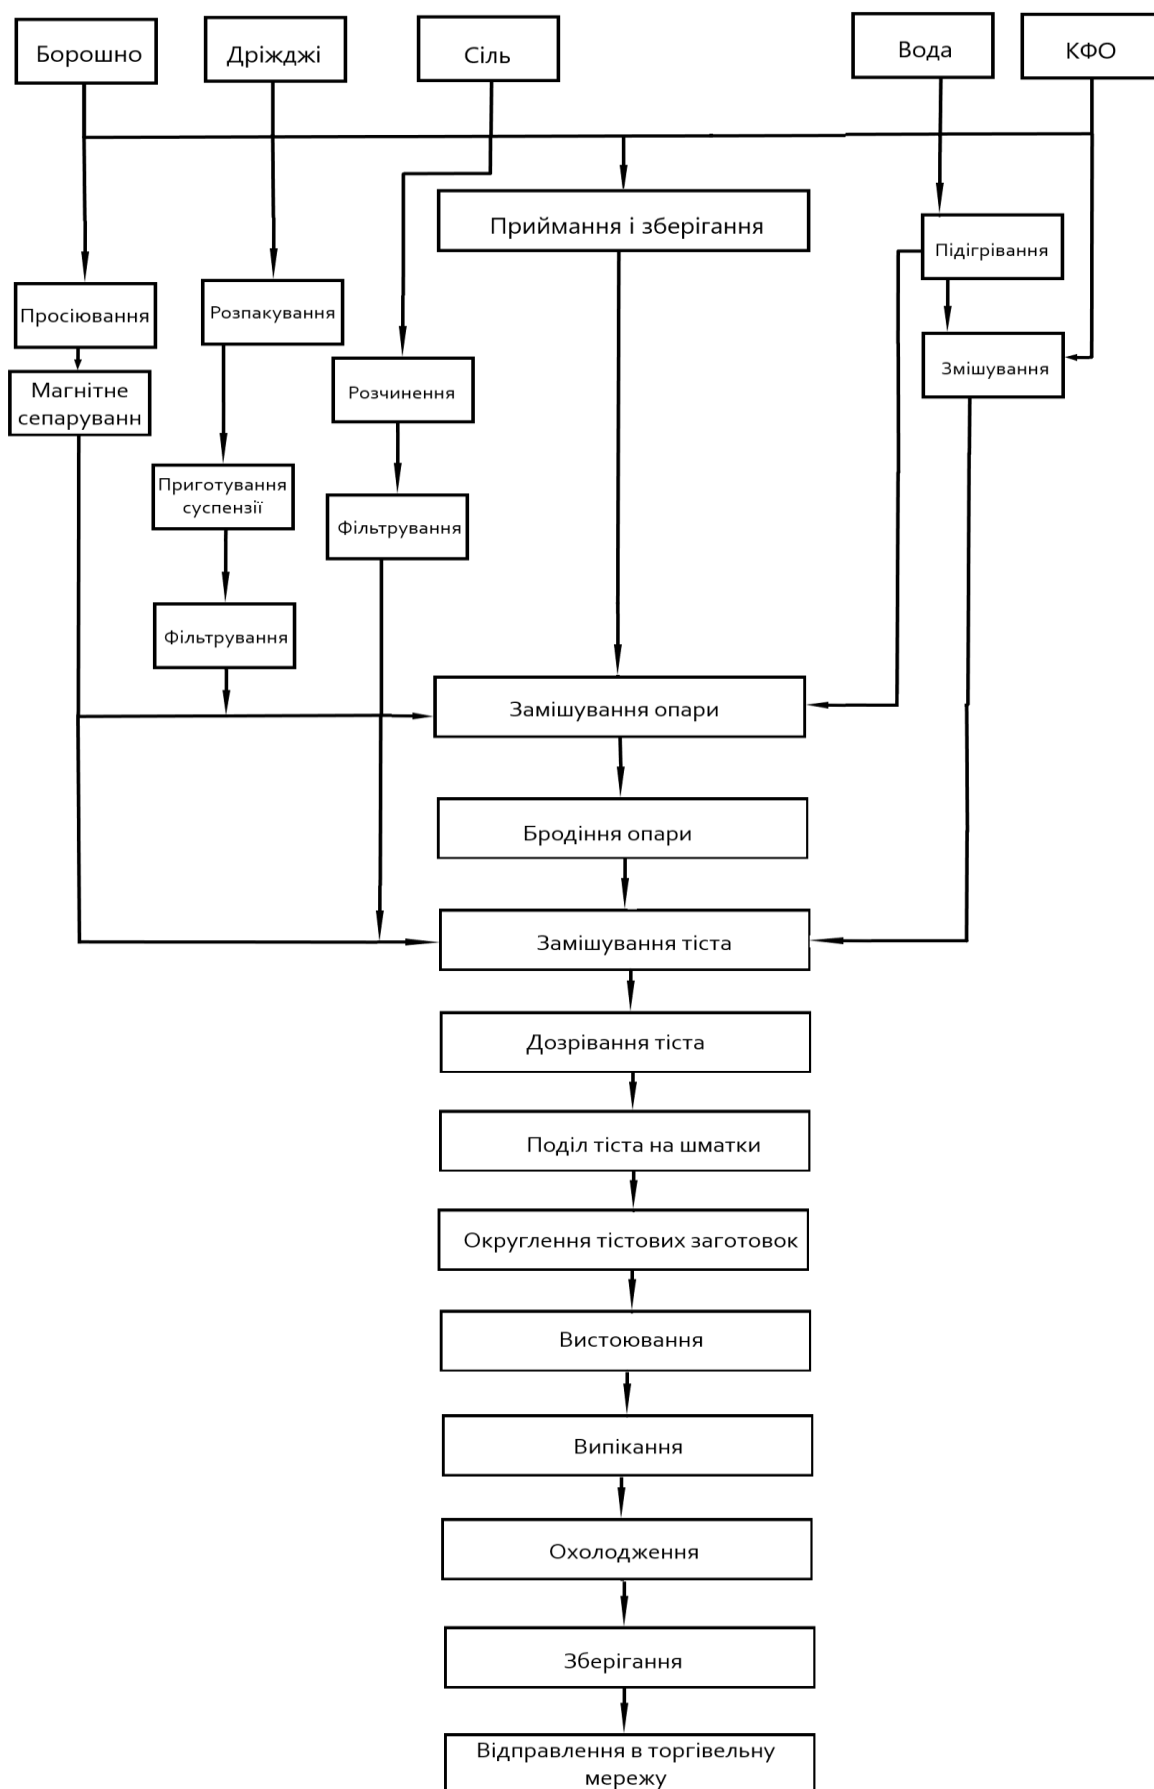 Борошно
Дріжджі
Сіль
Вода
КФО
Приймання і зберігання
Підігрівання
Просіювання
Розпакування
Змішування
Магнітне
сепаруванн
Розчинення
Приготування
суспензії
Фільтрування
Фільтрування
Замішування опари
Бродіння опари
Замішування тіста
Дозрівання тіста
Поділ тіста на шматки
Округлення тістових заготовок
Вистоювання
Випікання
Охолодження
Зберігання
Відправлення в торгівельну
мережу